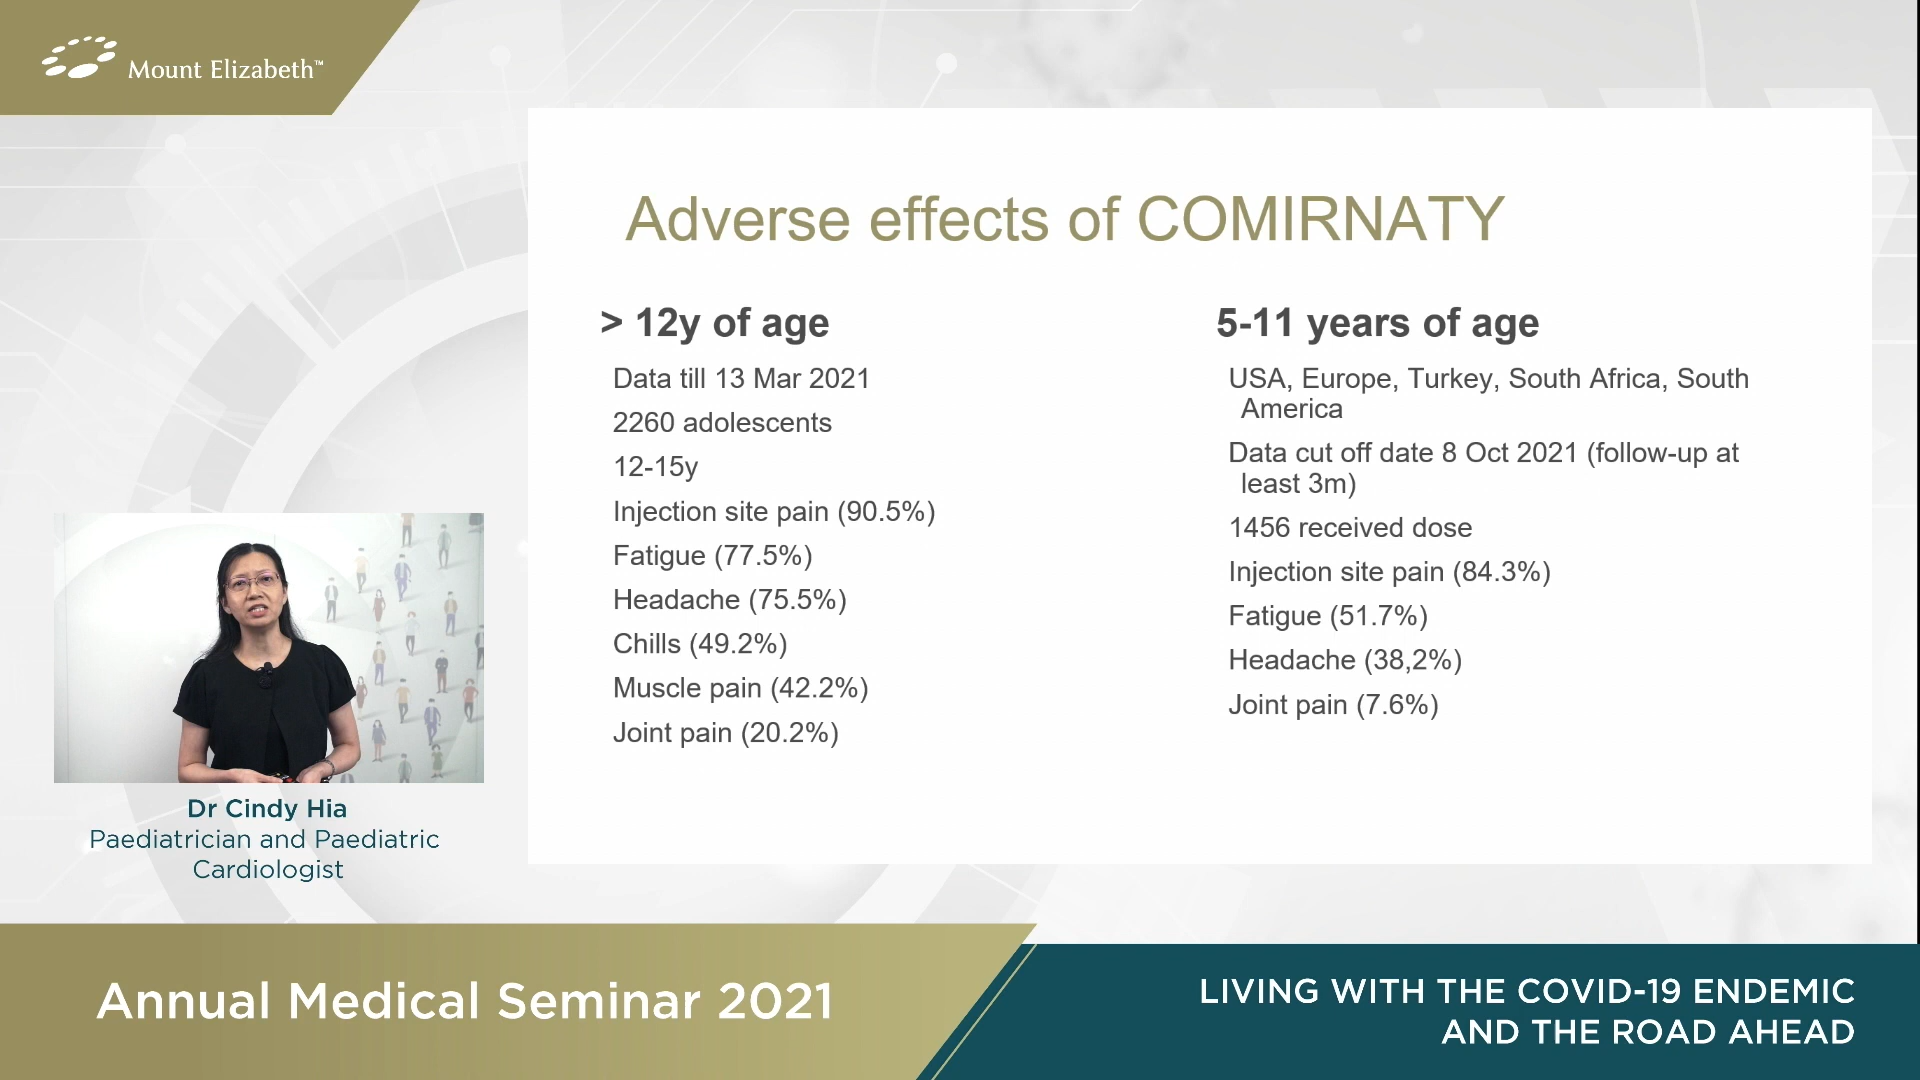 Mount Elizabeth™
Adverse effects of COMIRNATY
> 12y of age
Data till 13 Mar 2021
2260 adolescents
12-15y
Injection site pain (90.5%)
Fatigue (77.5%)
Headache (75.5%)
Chills (49.2%)
Muscle pain (42.2%)
Joint pain (20.2%)
5-11 years of age
USA, Europe, Turkey, South Africa, South
America
Data cut off date 8 Oct 2021 (follow-up at
least 3m)
1456 received dose
Injection site pain (84.3%)
Fatigue (51.7%)
Headache (38,2%)
Joint pain (7.6%)
Dr Cindy Hia
Paediatrician and Paediatric
Cardiologist
Annual Medical Seminar 2021
LIVING WITH THE COVID-19 ENDEMIC
AND THE ROAD AHEAD